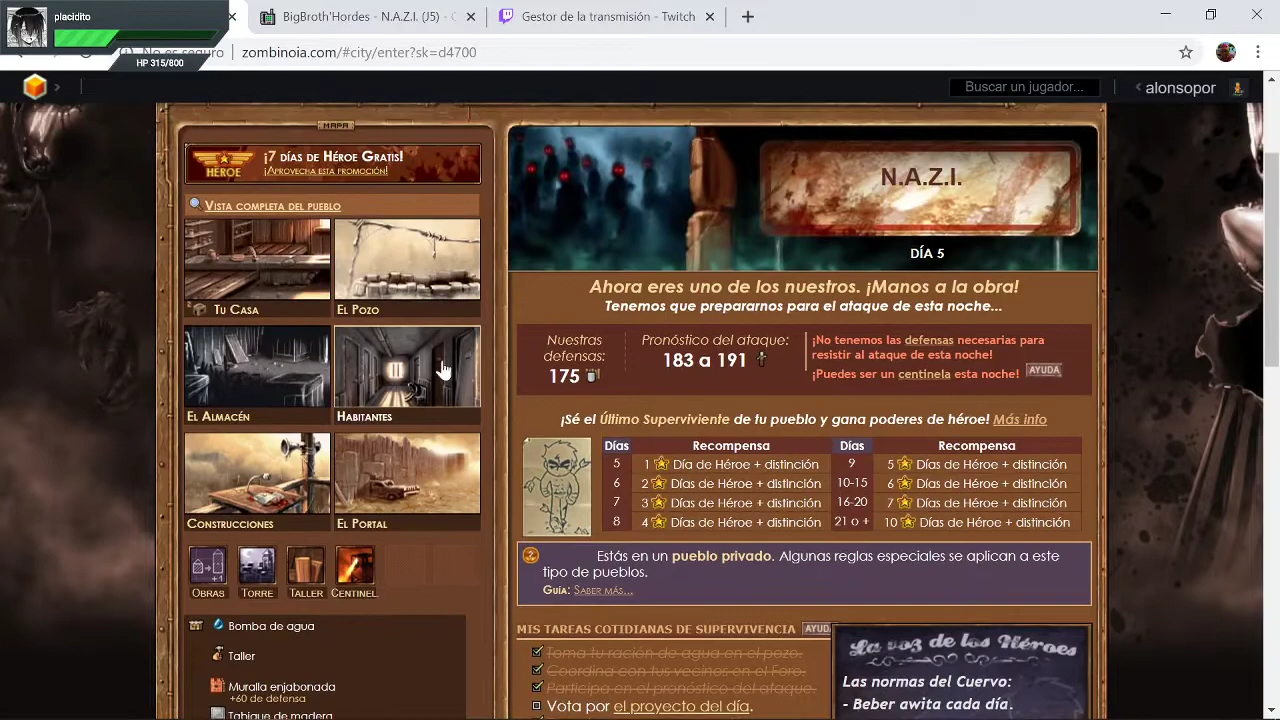 placidito
HP 315/800
BigBroth'Hordes - N.A.Z.I. (J5) - C
Gestor de la transmisión - Twitch
No es seguro
zombinoia.com/#city/enter?sk=d4700
Buscar un jugador...
alonsopor
MAPA
HÉROE
¡7 DÍAS DE HÉROE GRATIS!
¡APROVECHA ESTA PROMOCIÓN!
VISTA COMPLETA DEL PUEBLO
TU CASA
EL POZO
EL ALMACÉN
HABITANTES
CONSTRUCCIONES
EL PORTAL
+1
OBRAS
TORRE
TALLER
CENTINEL
Bomba de agua
Taller
Muralla enjabonada
+60 de defensa
Tabique de madera
N.A.Z.I.
DÍA 5
Ahora eres uno de los nuestros. ¡Manos a la obra!
Tenemos que prepararnos para el ataque de esta noche...
Nuestras defensas:
175
Pronóstico del ataque:
183 a 191
¡No tenemos las defensas necesarias para
resistir al ataque de esta noche!
¡Puedes ser un centinela esta noche! AYUDA
¡Sé el Último Superviviente de tu pueblo y gana poderes de héroe! Más info
Días Recompensa Días Recompensa
5 1 Día de Héroe + distinción 9 5 Días de Héroe + distinción
6 2 Días de Héroe + distinción 10-15 6 Días de Héroe + distinción
7 3 Días de Héroe + distinción 16-20 7 Días de Héroe + distinción
8 4 Días de Héroe + distinción 21 o + 10 Días de Héroe + distinción
Estás en un pueblo privado. Algunas reglas especiales se aplican a este
tipo de pueblos.
Guía: SABER MÁS...
MIS TAREAS COTIDIANAS DE SUPERVIVENCIA AYUDA
Toma tu ración de agua en el pozo.
Coordina con tus vecinos en el Foro.
Participa en el pronóstico del ataque.
Vota por el proyecto del día.
La voz de los Héroes
Las normas del Cuervo:
- Beber awita cada día.